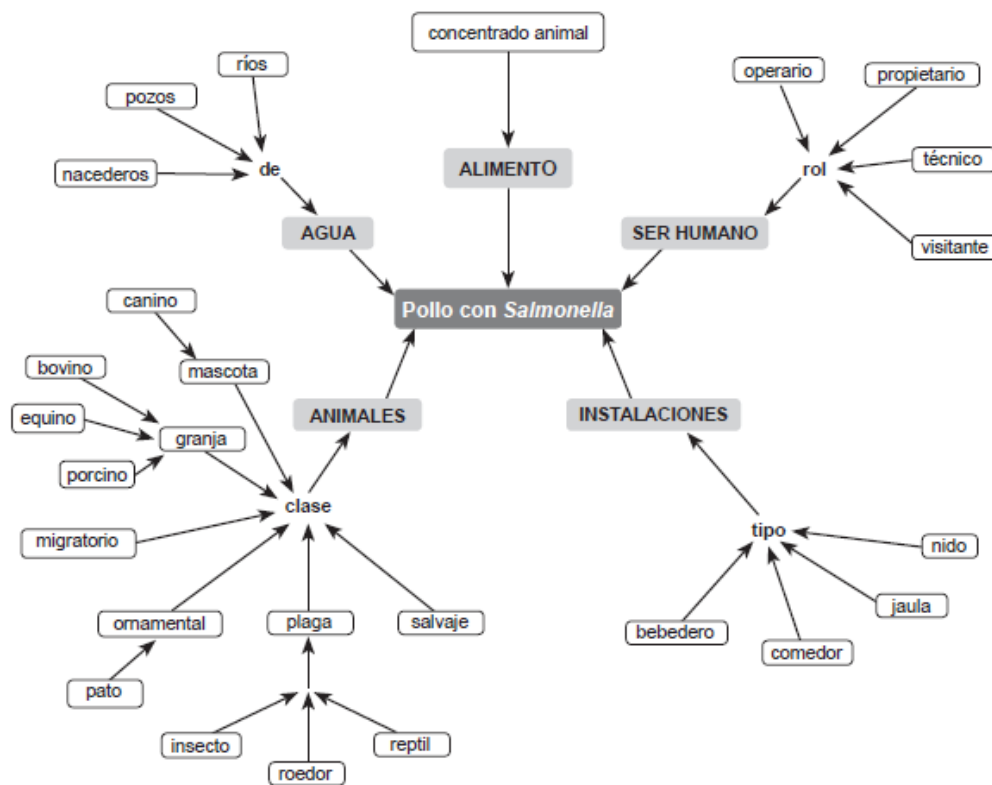 concentrado animal
ríos
operario
propietario
pozos
nacederos
de
ALIMENTO
rol
técnico
AGUA
SER HUMANO
visitante
Pollo con Salmonella
canino
bovino
mascota
equino
granja
ANIMALES
INSTALACIONES
porcino
clase
migratorio
tipo
nido
jaula
ornamental
plaga
salvaje
bebedero
comedor
pato
insecto
reptil
roedor